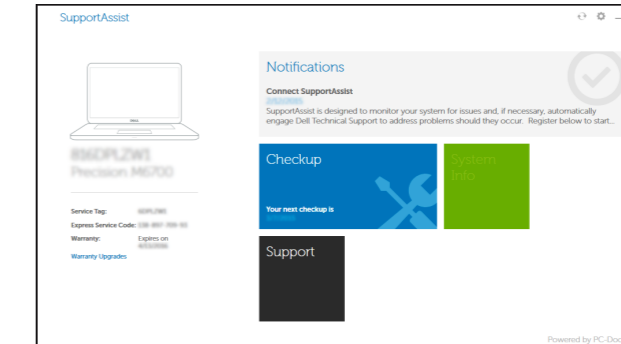 SupportAssist
Notifications
Connect SupportAssist
SupportAssist is designed to monitor your system for issues and, if necessary, automatically
engage Dell Technical Support to address problems should they occur. Register below to start...
Precision M6700
Checkup
System
Info
Your next checkup is
Service Tag:
Express Service Code:
Warranty: Expires on
Warranty Upgrades
Support
Powered by PC-Doc